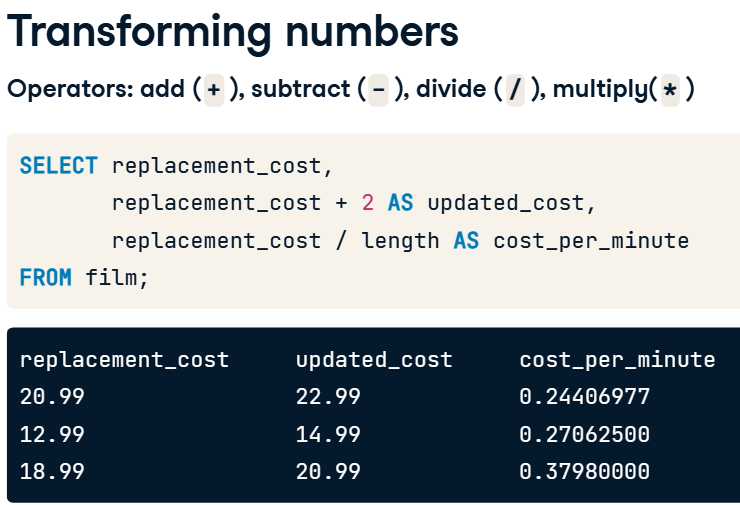 Transforming numbers
Operators: add ( + ), subtract ( - ), divide ( / ), multiply( * )
SELECT replacement_cost,
       replacement_cost + 2 AS updated_cost,
       replacement_cost / length AS cost_per_minute
FROM film;
replacement_cost     updated_cost     cost_per_minute
20.99                22.99            0.24406977
12.99                14.99            0.27062500
18.99                20.99            0.37980000